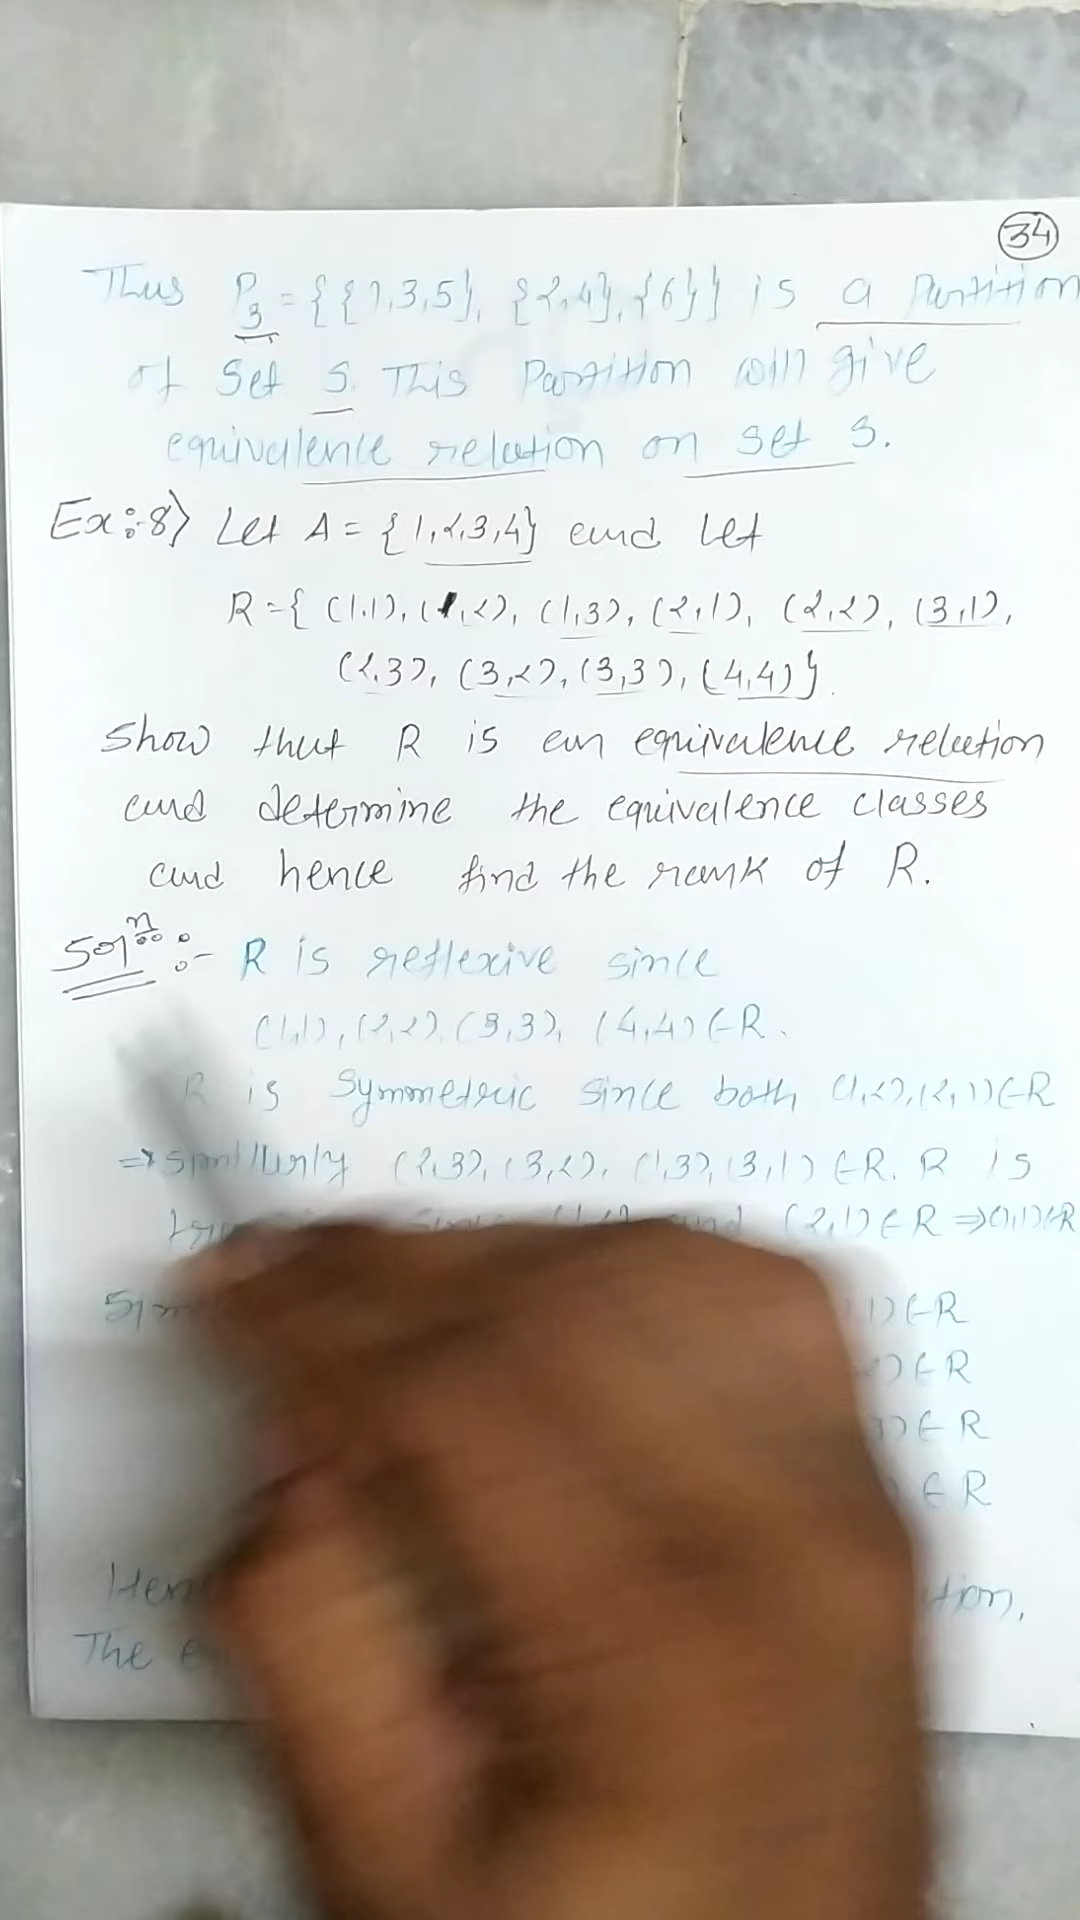 34
Thus P3 = {{1,3,5}, {2,4}, {6}} is a Partition
of Set S. This Partition will give
equivalence relation on set S.
Ex:-8) Let A = {1,2,3,4} and let
R = { (1,1), (1,2), (1,3), (2,1), (2,2), (3,1),
(2,3), (3,2), (3,3), (4,4) }.
Show that R is an equivalence relation
and determine the equivalence classes
and hence find the rank of R.
Solⁿ :- R is reflexive since
(1,1), (2,2), (3,3), (4,4) ∈ R.
R is Symmetric since both (1,2), (2,1) ∈ R
⇒ similarly (2,3), (3,2), (1,3), (3,1) ∈ R. R is
and (2,1) ∈ R ⇒ (1,1) ∈ R
1) ∈ R
) ∈ R
) ∈ R
∈ R
The